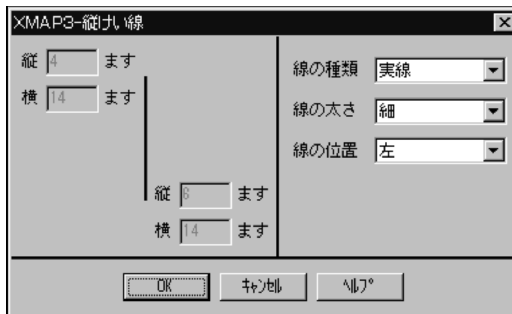 XMAP3-縦けい線
縦 4 ます
横 14 ます
縦 6 ます
横 14 ます
線の種類 実線
線の太さ 細
線の位置 左
OK キャンセル ヘルプ